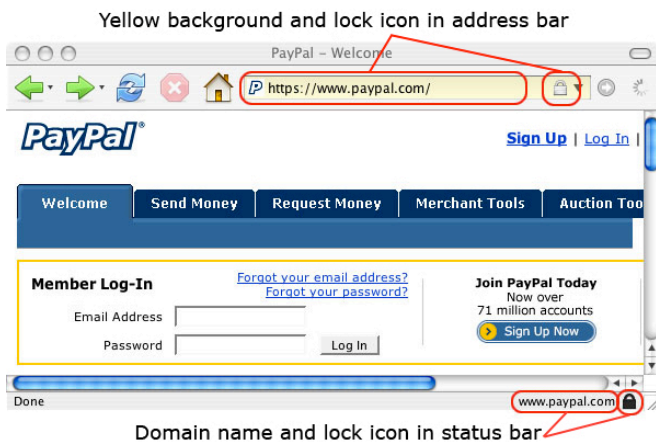 Yellow background and lock icon in address bar
PayPal – Welcome
https://www.paypal.com/
PayPal®
Sign Up | Log In |
Welcome Send Money Request Money Merchant Tools Auction Too
Member Log-In
Forgot your email address?
Forgot your password?
Email Address
Password
Log In
Join PayPal Today
Now over
71 million accounts
Sign Up Now
Done
www.paypal.com
Domain name and lock icon in status bar